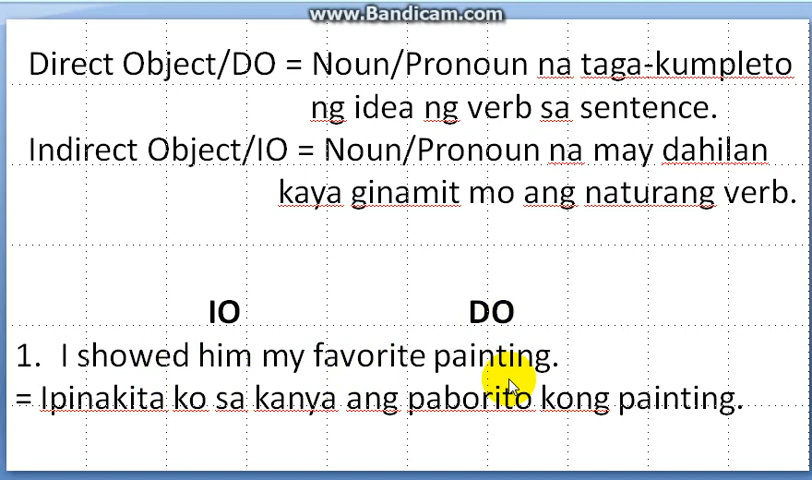 www.Bandicam.com
Direct Object/DO = Noun/Pronoun na taga-kumpleto
ng idea ng verb sa sentence.
Indirect Object/IO = Noun/Pronoun na may dahilan
kaya ginamit mo ang naturang verb.
IO DO
1. I showed him my favorite painting.
= Ipinakita ko sa kanya ang paborito kong painting.